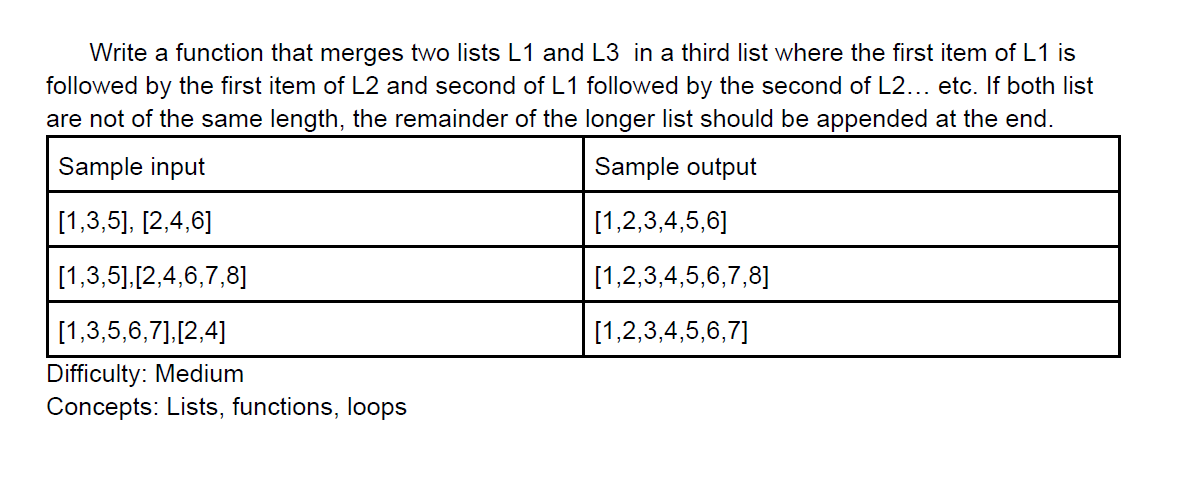 Write a function that merges two lists L1 and L3 in a third list where the first item of L1 is
followed by the first item of L2 and second of L1 followed by the second of L2... etc. If both list
are not of the same length, the remainder of the longer list should be appended at the end.
Sample input Sample output
[1,3,5], [2,4,6] [1,2,3,4,5,6]
[1,3,5],[2,4,6,7,8] [1,2,3,4,5,6,7,8]
[1,3,5,6,7],[2,4] [1,2,3,4,5,6,7]
Difficulty: Medium
Concepts: Lists, functions, loops